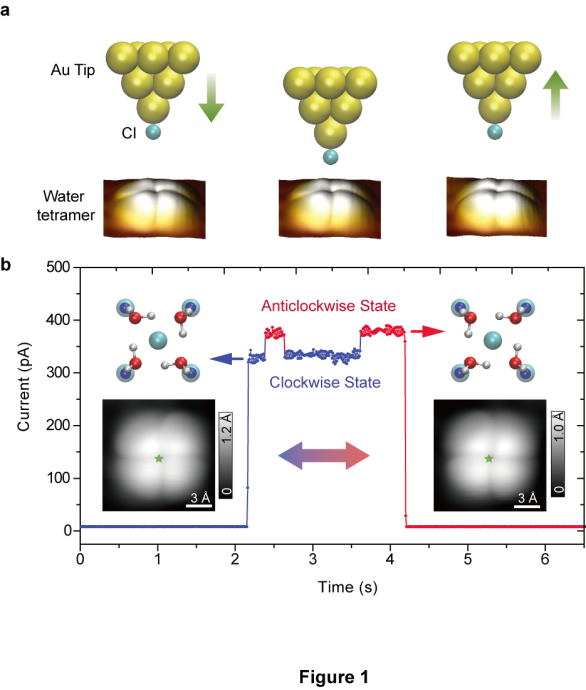 a
Au Tip
Cl
Water
tetramer
b
500
400
300
200
100
0
Current (pA)
Anticlockwise State
Clockwise State
1.2 Å
0
3 Å
1.0 Å
0
3 Å
0 1 2 3 4 5 6
Time (s)
Figure 1